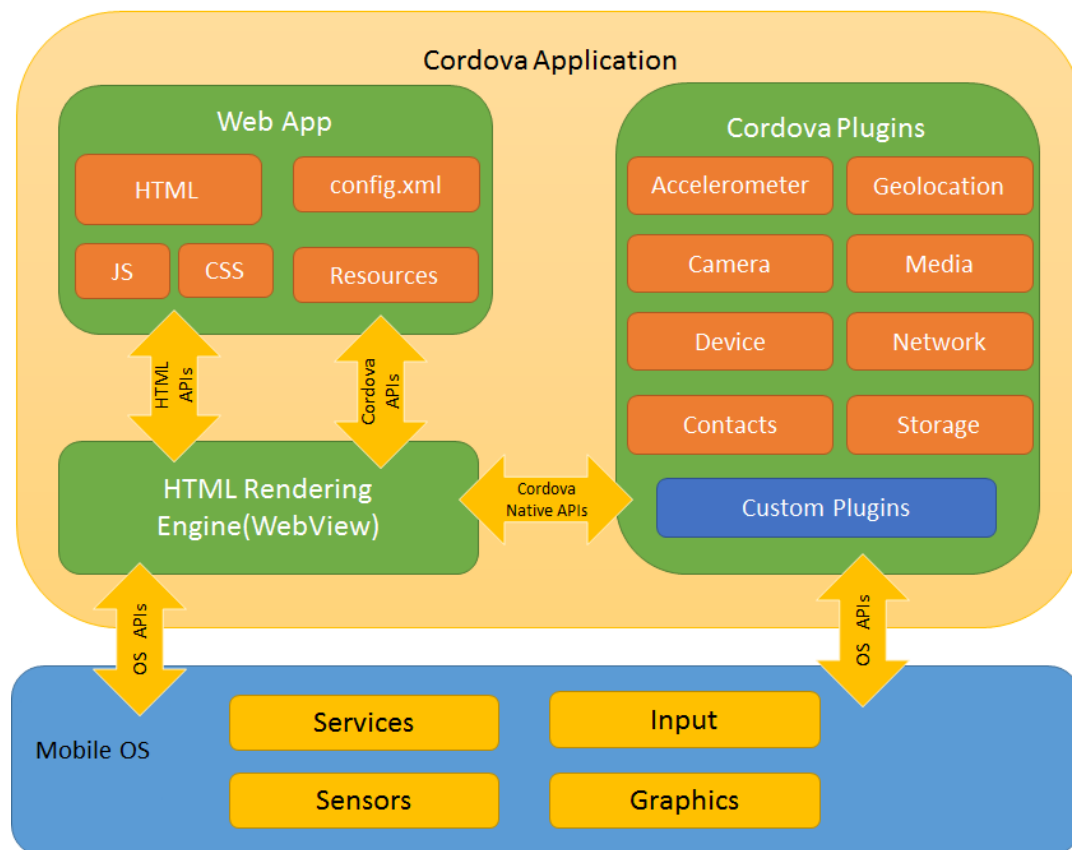 Cordova Application
Web App
HTML
config.xml
JS
CSS
Resources
HTML
APIs
Cordova
APIs
HTML Rendering
Engine(WebView)
Cordova
Native APIs
Cordova Plugins
Accelerometer
Geolocation
Camera
Media
Device
Network
Contacts
Storage
Custom Plugins
OS APIs
OS APIs
Mobile OS
Services
Input
Sensors
Graphics